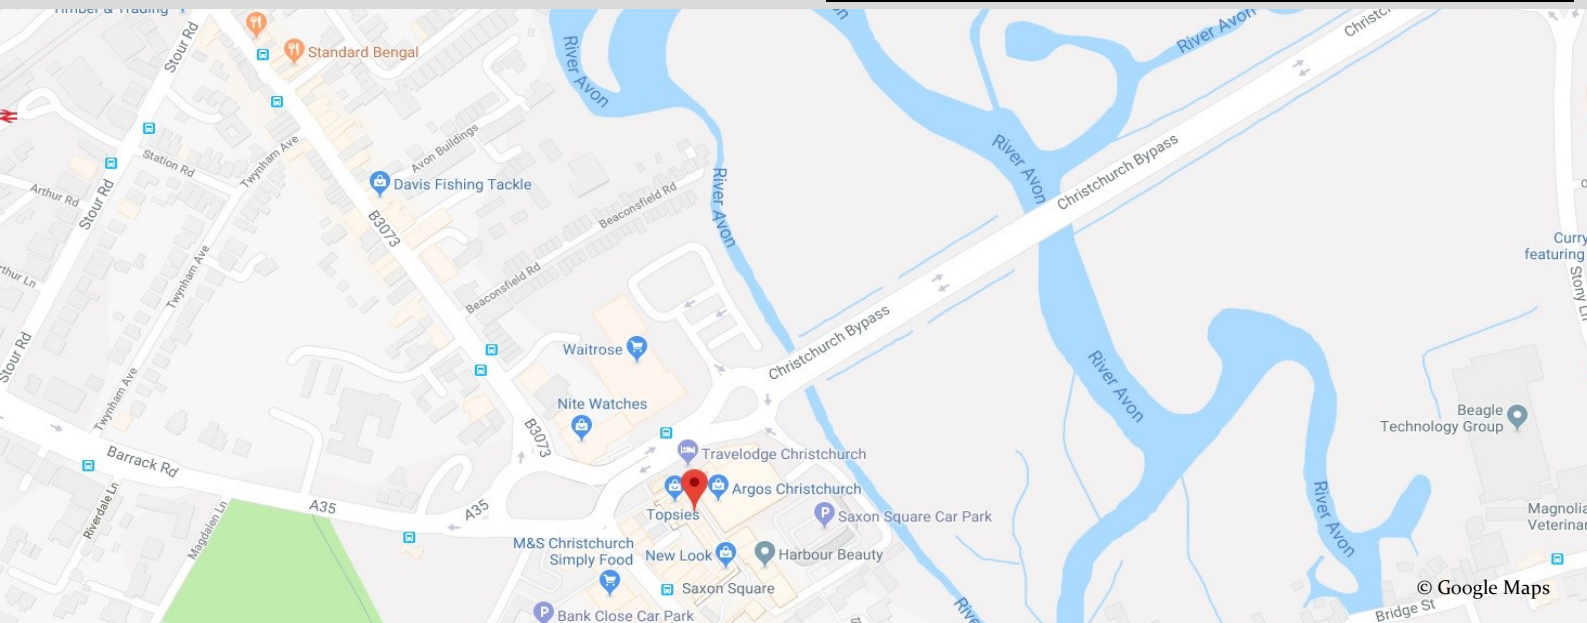 Timber & Trading
Stour Rd
Standard Bengal
River Avon
River Avon
Christchurch Bypass
Avon Buildings
Station Rd
Twynham Ave
Arthur Rd
Stour Rd
Davis Fishing Tackle
River Avon
B3073
Beaconsfield Rd
River Avon
Twynham Ave
Beaconsfield Rd
Stour Rd
Waitrose
Christchurch Bypass
Curry
featuring
Nite Watches
River Avon
Twynham Ave
B3073
Barrack Rd
Beagle
Technology Group
Travelodge Christchurch
Argos Christchurch
A35
A35
Riverdale Ln
Magdalen Ln
Topsies
Saxon Square Car Park
River Avon
Magnolia
Veterinar
M&S Christchurch
Simply Food
New Look
Harbour Beauty
Saxon Square
Bank Close Car Park
© Google Maps
Bridge St